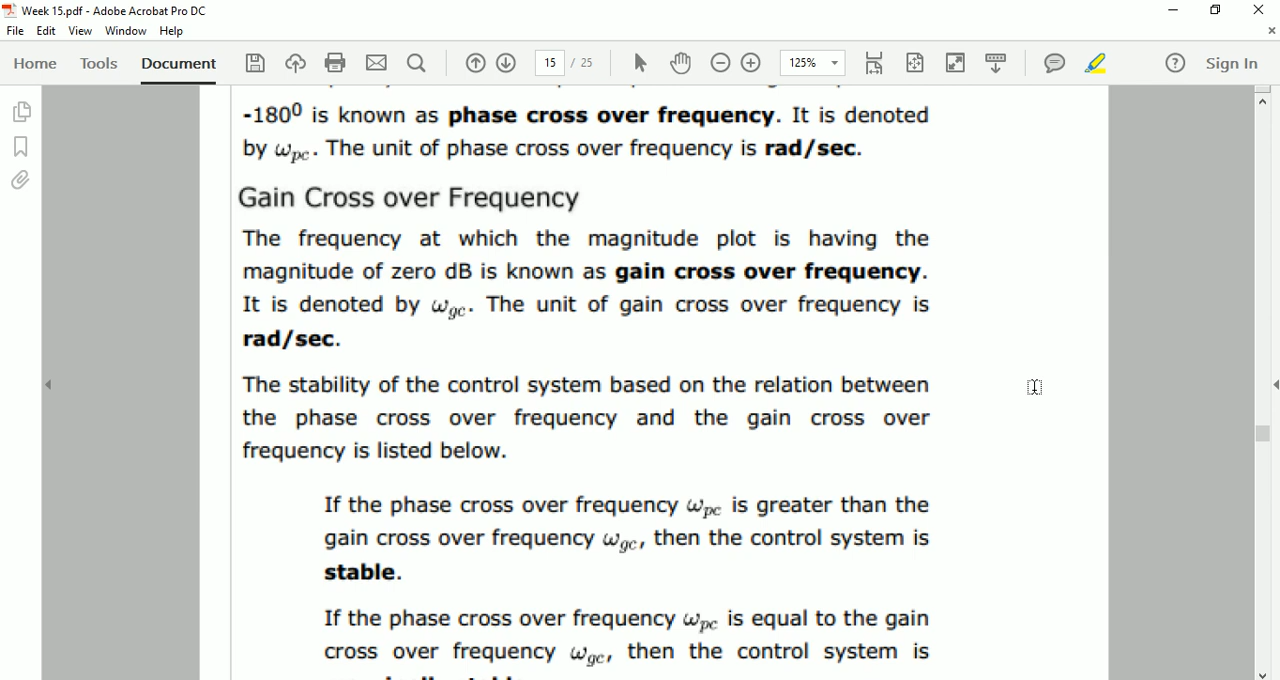 Week 15.pdf - Adobe Acrobat Pro DC
File Edit View Window Help
Home Tools Document 15 / 25 125% Sign In
-180⁰ is known as phase cross over frequency. It is denoted
by ωpc. The unit of phase cross over frequency is rad/sec.
Gain Cross over Frequency
The frequency at which the magnitude plot is having the
magnitude of zero dB is known as gain cross over frequency.
It is denoted by ωgc. The unit of gain cross over frequency is
rad/sec.
The stability of the control system based on the relation between
the phase cross over frequency and the gain cross over
frequency is listed below.
If the phase cross over frequency ωpc is greater than the
gain cross over frequency ωgc, then the control system is
stable.
If the phase cross over frequency ωpc is equal to the gain
cross over frequency ωgc, then the control system is